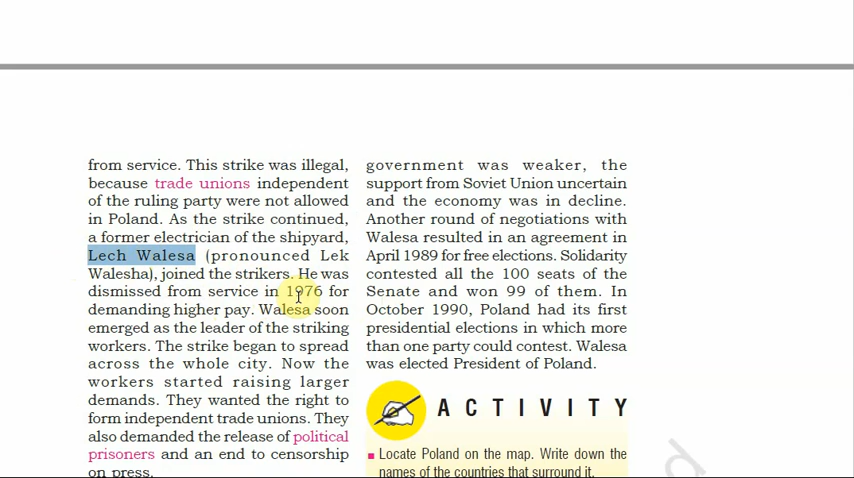 from service. This strike was illegal,
because trade unions independent
of the ruling party were not allowed
in Poland. As the strike continued,
a former electrician of the shipyard,
Lech Walesa (pronounced Lek
Walesha), joined the strikers. He was
dismissed from service in 1976 for
demanding higher pay. Walesa soon
emerged as the leader of the striking
workers. The strike began to spread
across the whole city. Now the
workers started raising larger
demands. They wanted the right to
form independent trade unions. They
also demanded the release of political
prisoners and an end to censorship
on press.
government was weaker, the
support from Soviet Union uncertain
and the economy was in decline.
Another round of negotiations with
Walesa resulted in an agreement in
April 1989 for free elections. Solidarity
contested all the 100 seats of the
Senate and won 99 of them. In
October 1990, Poland had its first
presidential elections in which more
than one party could contest. Walesa
was elected President of Poland.
ACTIVITY
Locate Poland on the map. Write down the
names of the countries that surround it.
d